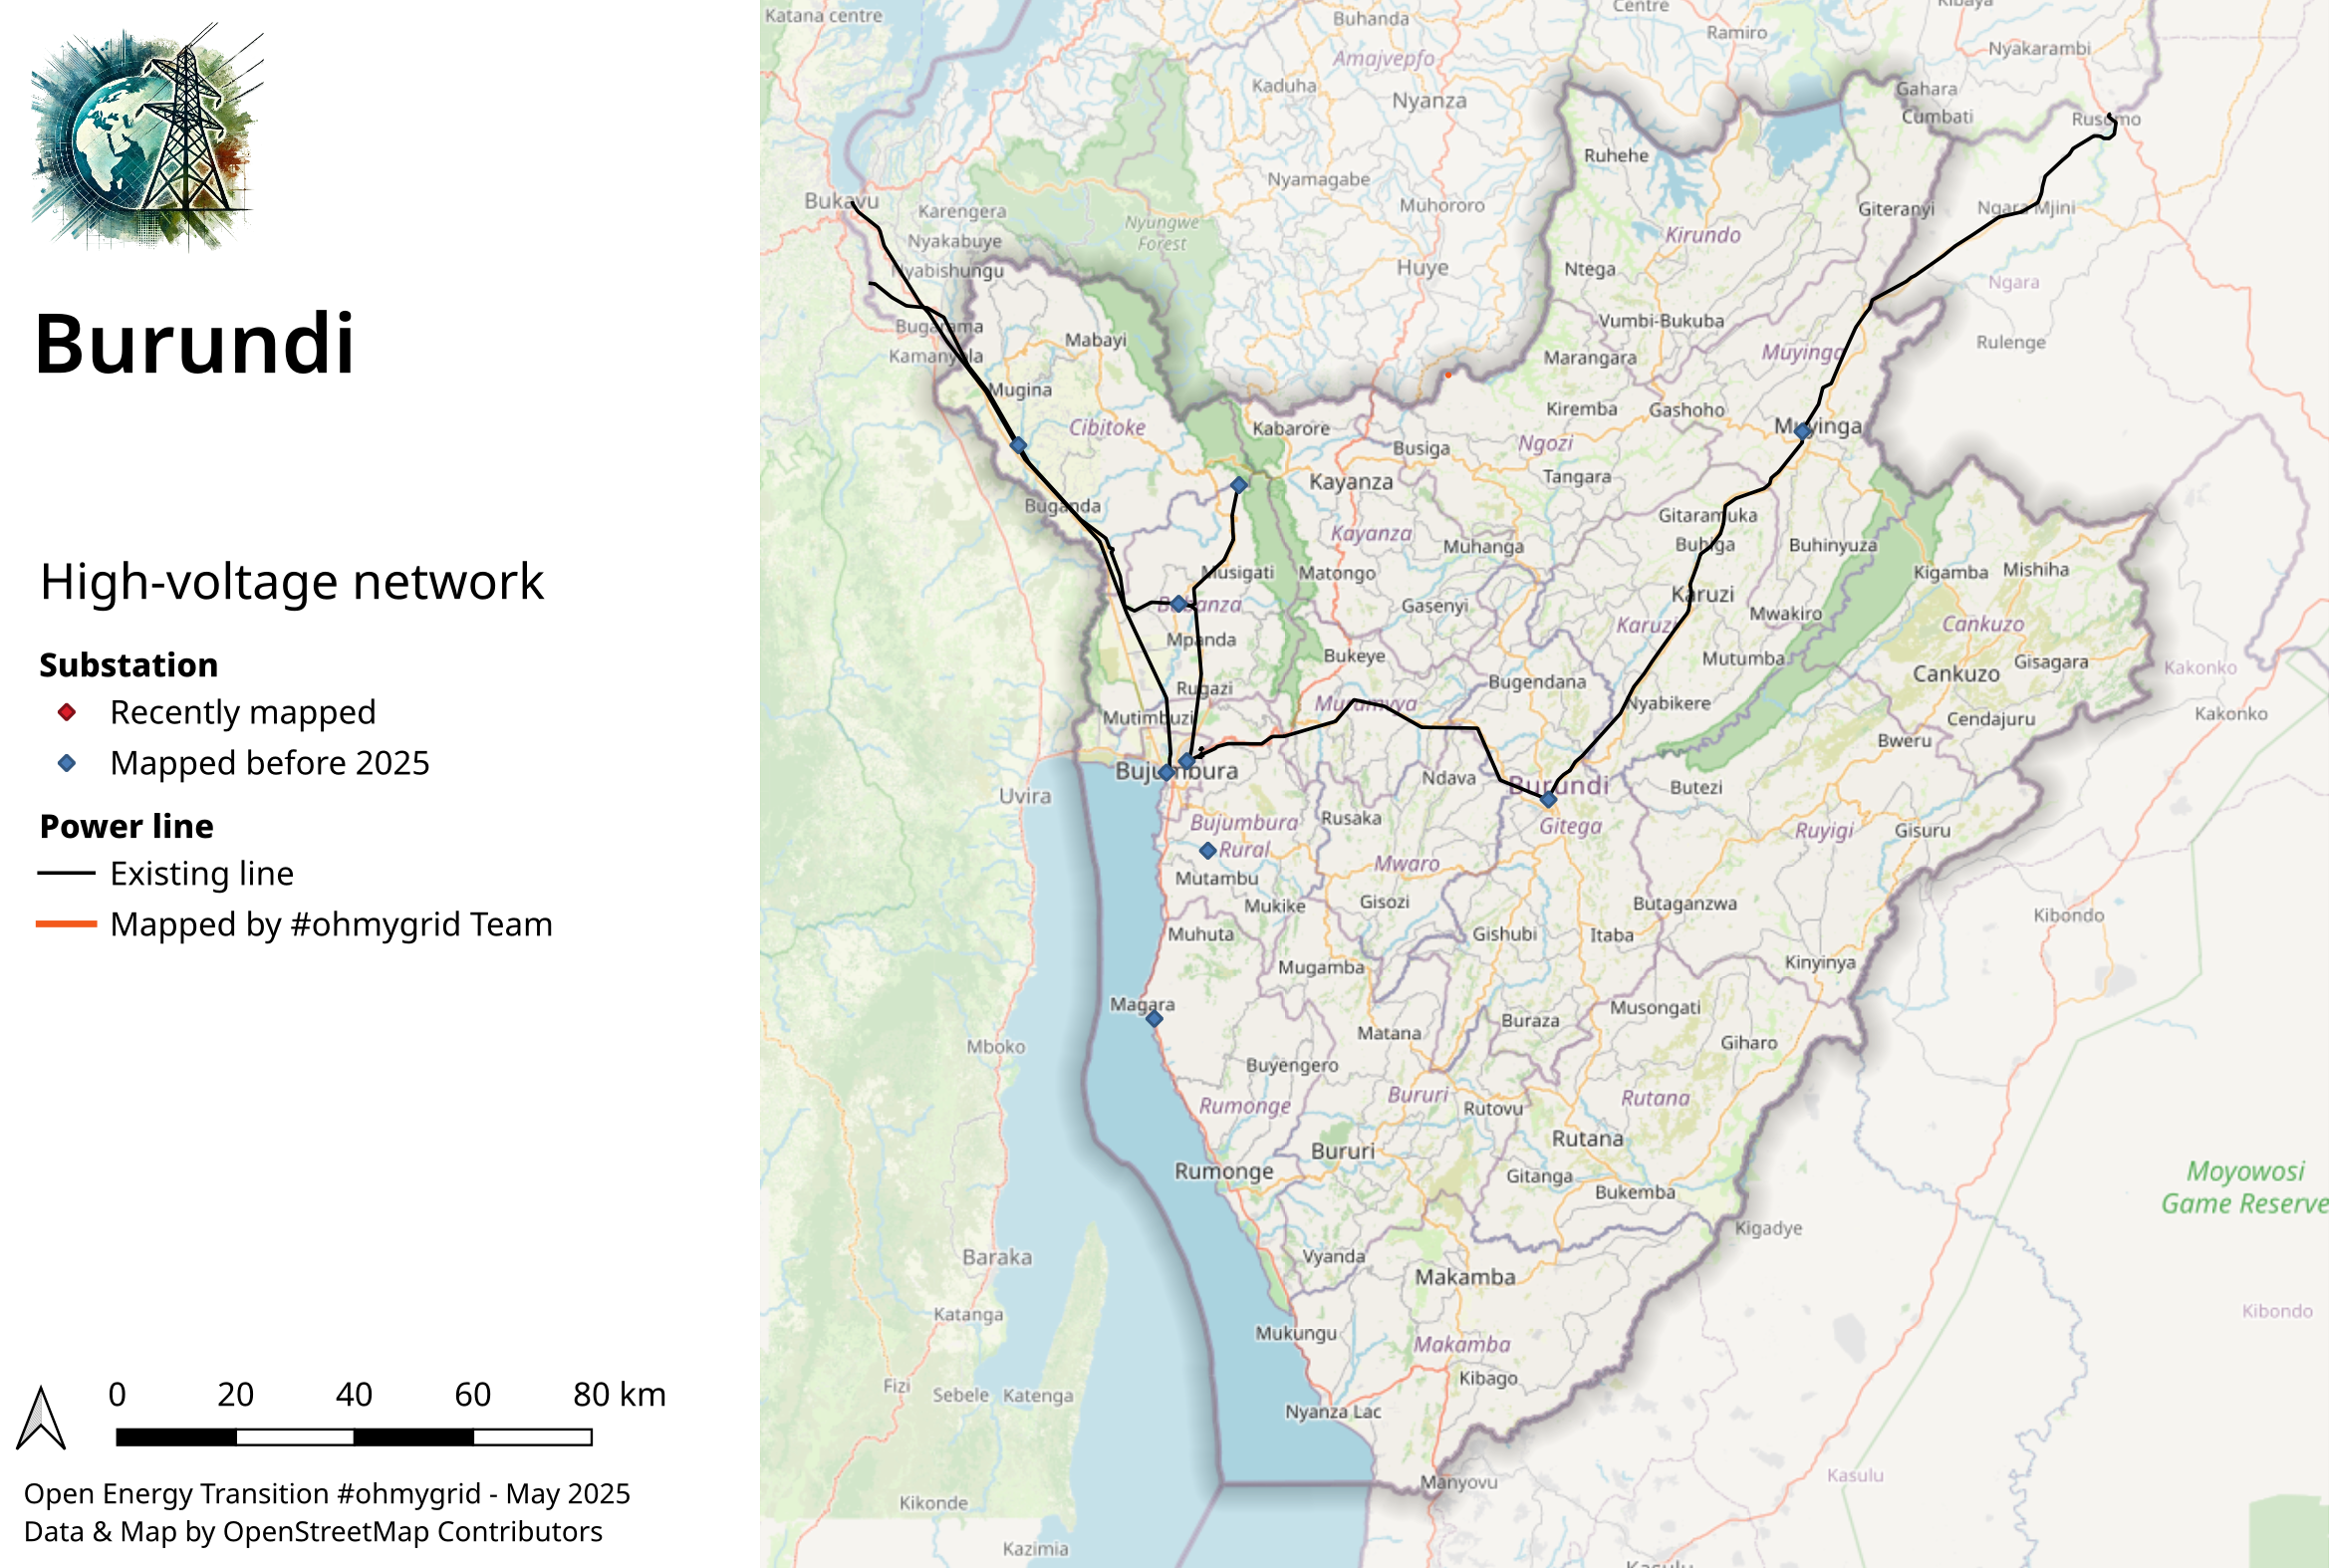 Burundi
High-voltage network
Substation
Recently mapped
Mapped before 2025
Power line
Existing line
Mapped by #ohmygrid Team
0 20 40 60 80 km
Open Energy Transition #ohmygrid - May 2025
Data & Map by OpenStreetMap Contributors
Katana centre
Buhanda
Centre
Kibaya
Ramiro
Nyakarambi
Amajvepfo
Kaduha
Nyanza
Gahara
Cumbati
Rusumo
Ruhehe
Nyamagabe
Bukavu
Karengera
Muhororo
Giteranyi
Ngara Mjini
Nyungwe
Forest
Kirundo
Nyakabuye
Nyabishungu
Huye
Ntega
Ngara
Bugarama
Mabayi
Vumbi-Bukuba
Kamanyola
Marangara
Muyinga
Rulenge
Mugina
Kiremba
Gashoho
Cibitoke
Kabarore
Busiga
Ngozi
Muyinga
Kayanza
Tangara
Buganda
Gitaramuka
Kayanza
Muhanga
Buhiga
Buhinyuza
Musigati
Matongo
Kigamba
Mishiha
Bubanza
Gasenyi
Karuzi
Mwakiro
Mpanda
Karuzi
Cankuzo
Bukeye
Mutumba
Gisagara
Kakonko
Rugazi
Bugendana
Cankuzo
Muramvya
Nyabikere
Mutimbuzi
Cendajuru
Kakonko
Bweru
Bujumbura
Ndava
Burundi
Butezi
Uvira
Bujumbura
Rural
Rusaka
Gitega
Ruyigi
Gisuru
Mwaro
Mutambu
Mukike
Gisozi
Butaganzwa
Kibondo
Muhuta
Gishubi
Itaba
Mugamba
Kinyinya
Magara
Musongati
Matana
Buraza
Mboko
Giharo
Buyengero
Rumonge
Bururi
Rutovu
Rutana
Rutana
Bururi
Rumonge
Gitanga
Bukemba
Moyowosi
Game Reserve
Kigadye
Baraka
Vyanda
Makamba
Katanga
Kibondo
Mukungu
Makamba
Fizi
Sebele
Katenga
Kibago
Nyanza Lac
Manyovu
Kasulu
Kikonde
Kazimia
Kasulu